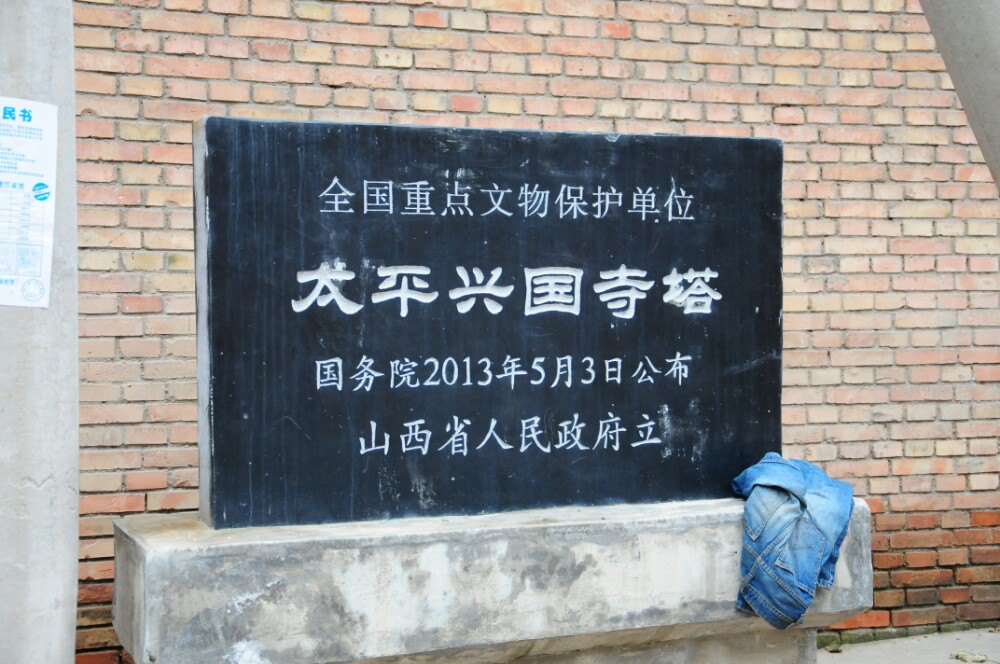 全国重点文物保护单位
太平兴国寺塔
国务院2013年5月3日公布
山西省人民政府立
民书